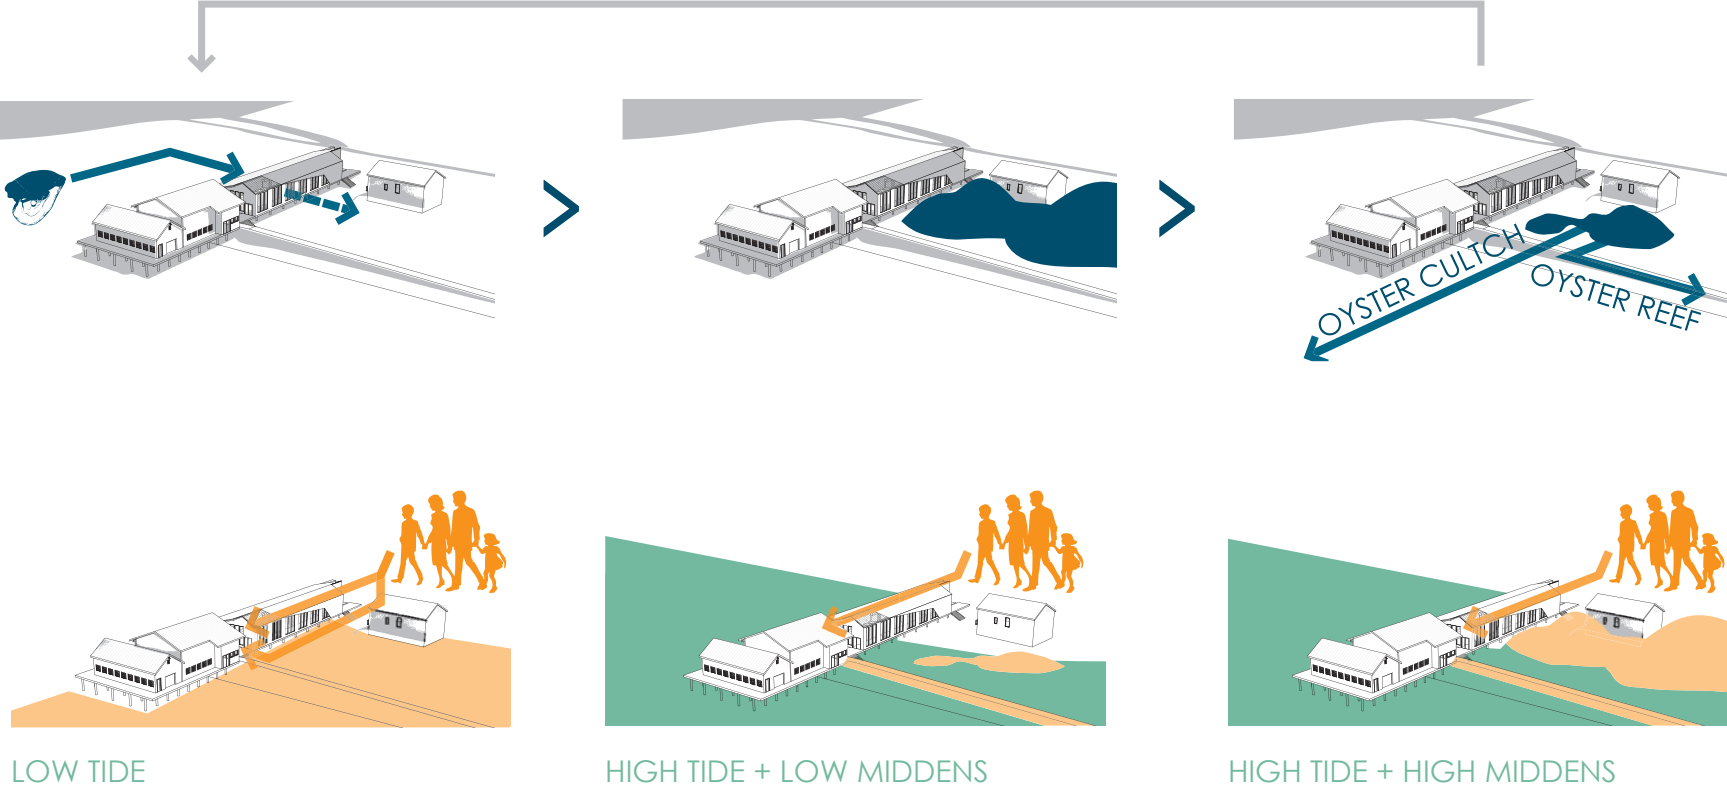 OYSTER CULTCH
OYSTER REEF
LOW TIDE
HIGH TIDE + LOW MIDDENS
HIGH TIDE + HIGH MIDDENS